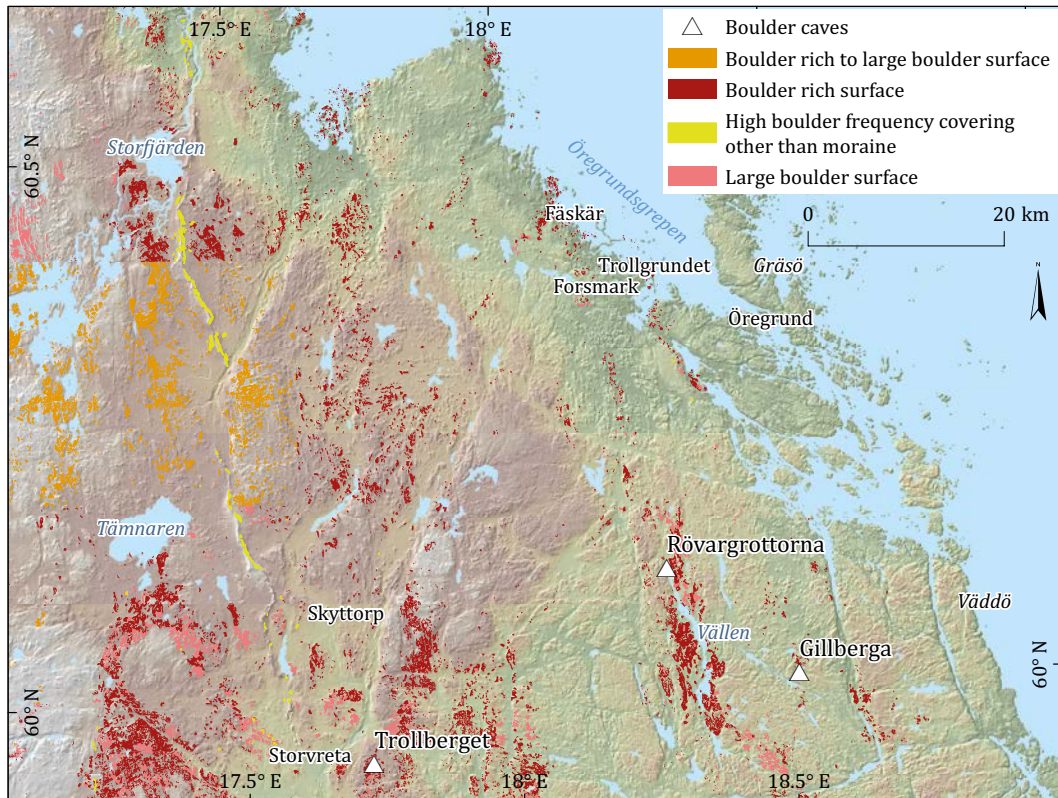 17.5° E
18° E
Boulder caves
Boulder rich to large boulder surface
Boulder rich surface
High boulder frequency covering
other than moraine
Large boulder surface
Storfjärden
60.5° N
Öregrundsgrepen
0
20 km
Fäskär
Trollgrundet
Gräsö
Forsmark
N
Öregrund
Tämnaren
Rövargrottorna
Skyttorp
Väddö
Vällen
Gillberga
60° N
60° N
Storvreta
Trollberget
17.5° E
18° E
18.5° E